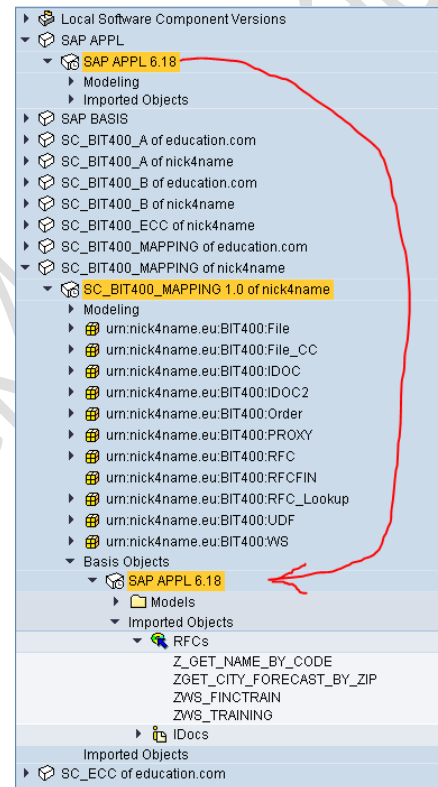 Local Software Component Versions
SAP APPL
SAP APPL 6.18
Modeling
Imported Objects
SAP BASIS
SC_BIT400_A of education.com
SC_BIT400_A of nick4name
SC_BIT400_B of education.com
SC_BIT400_B of nick4name
SC_BIT400_ECC of nick4name
SC_BIT400_MAPPING of education.com
SC_BIT400_MAPPING of nick4name
SC_BIT400_MAPPING 1.0 of nick4name
Modeling
urn:nick4name.eu:BIT400:File
urn:nick4name.eu:BIT400:File_CC
urn:nick4name.eu:BIT400:IDOC
urn:nick4name.eu:BIT400:IDOC2
urn:nick4name.eu:BIT400:Order
urn:nick4name.eu:BIT400:PROXY
urn:nick4name.eu:BIT400:RFC
urn:nick4name.eu:BIT400:RFCFIN
urn:nick4name.eu:BIT400:RFC_Lookup
urn:nick4name.eu:BIT400:UDF
urn:nick4name.eu:BIT400:WS
Basis Objects
SAP APPL 6.18
Models
Imported Objects
RFCs
Z_GET_NAME_BY_CODE
ZGET_CITY_FORECAST_BY_ZIP
ZWS_FINCTRAIN
ZWS_TRAINING
IDocs
Imported Objects
SC_ECC of education.com